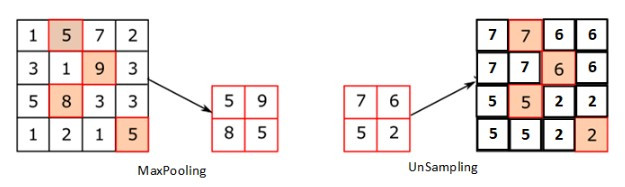 1 5 7 2
3 1 9 3
5 8 3 3
1 2 1 5
MaxPooling
5 9
8 5
7 6
5 2
7 7 6 6
7 7 6 6
5 5 2 2
5 5 2 2
UnSampling